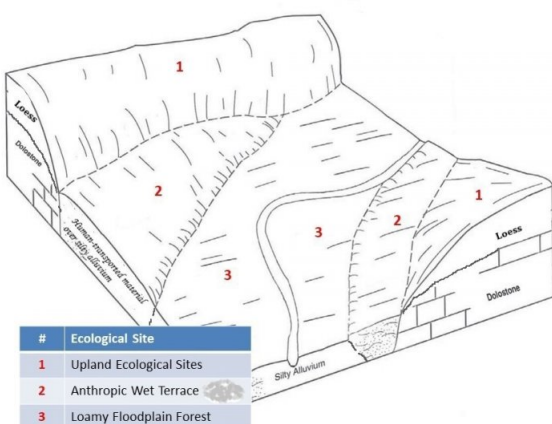 1
Loess
Dolostone
2
Human-transported material
over silty alluvium
3
3
2
1
Loess
Dolostone
Silty Alluvium
# Ecological Site
1 Upland Ecological Sites
2 Anthropic Wet Terrace
3 Loamy Floodplain Forest